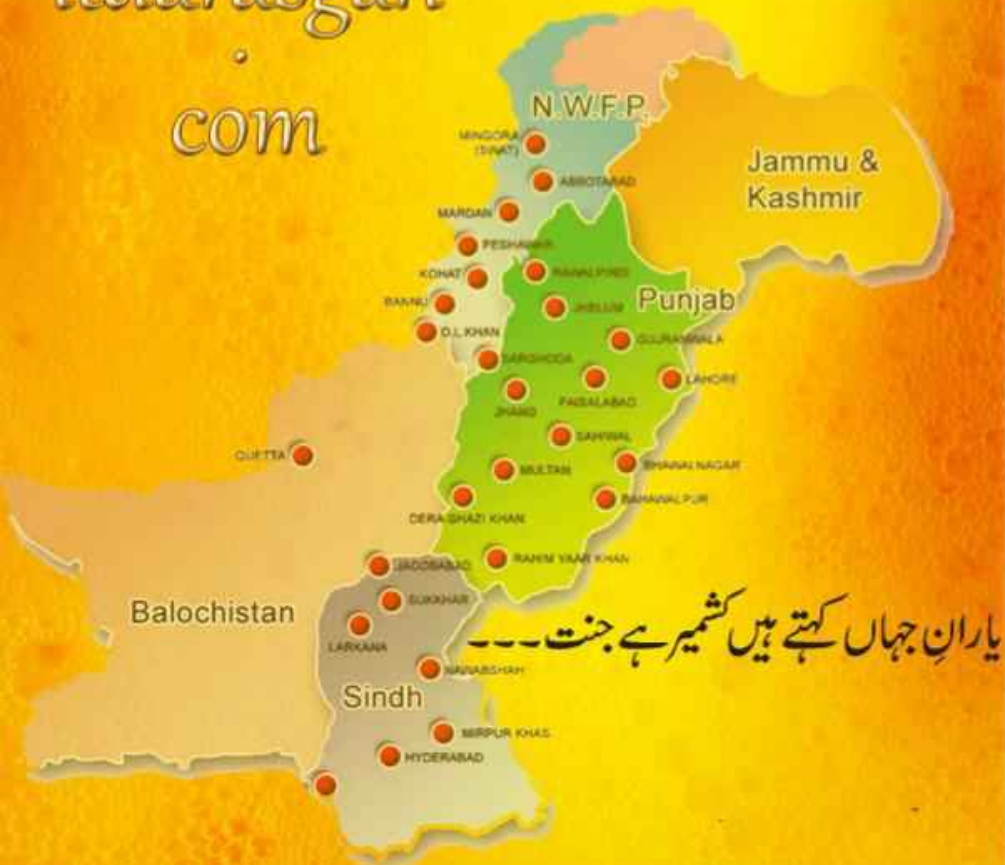 com
N.W.F.P.
MINGORA
(SWAT)
Jammu &
Kashmir
ABBOTABAD
MARDAN
PESHAWAR
KOHAT
RAWALPINDI
BANNU
JHELUM
Punjab
D.I.KHAN
GUJRANWALA
SARGHODA
LAHORE
JHANG
FAISALABAD
SAHIWAL
QUETTA
MULTAN
BHAWALNAGAR
BAHAWALPUR
DERA GHAZI KHAN
RAHIM YAAR KHAN
JACOBABAD
SUKKHAR
Balochistan
LARKANA
یارانِ جہاں کہتے ہیں کشمیر ہے جنت۔۔۔
NAWABSHAH
Sindh
MIRPUR KHAS
HYDERABAD